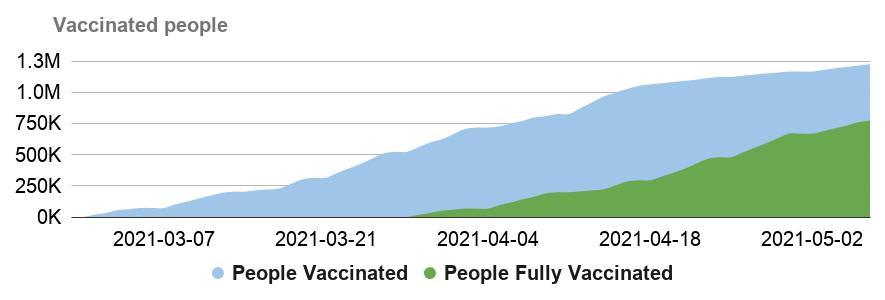 Vaccinated people
1.3M
1.0M
750K
500K
250K
0K
2021-03-07 2021-03-21 2021-04-04 2021-04-18 2021-05-02
People Vaccinated People Fully Vaccinated